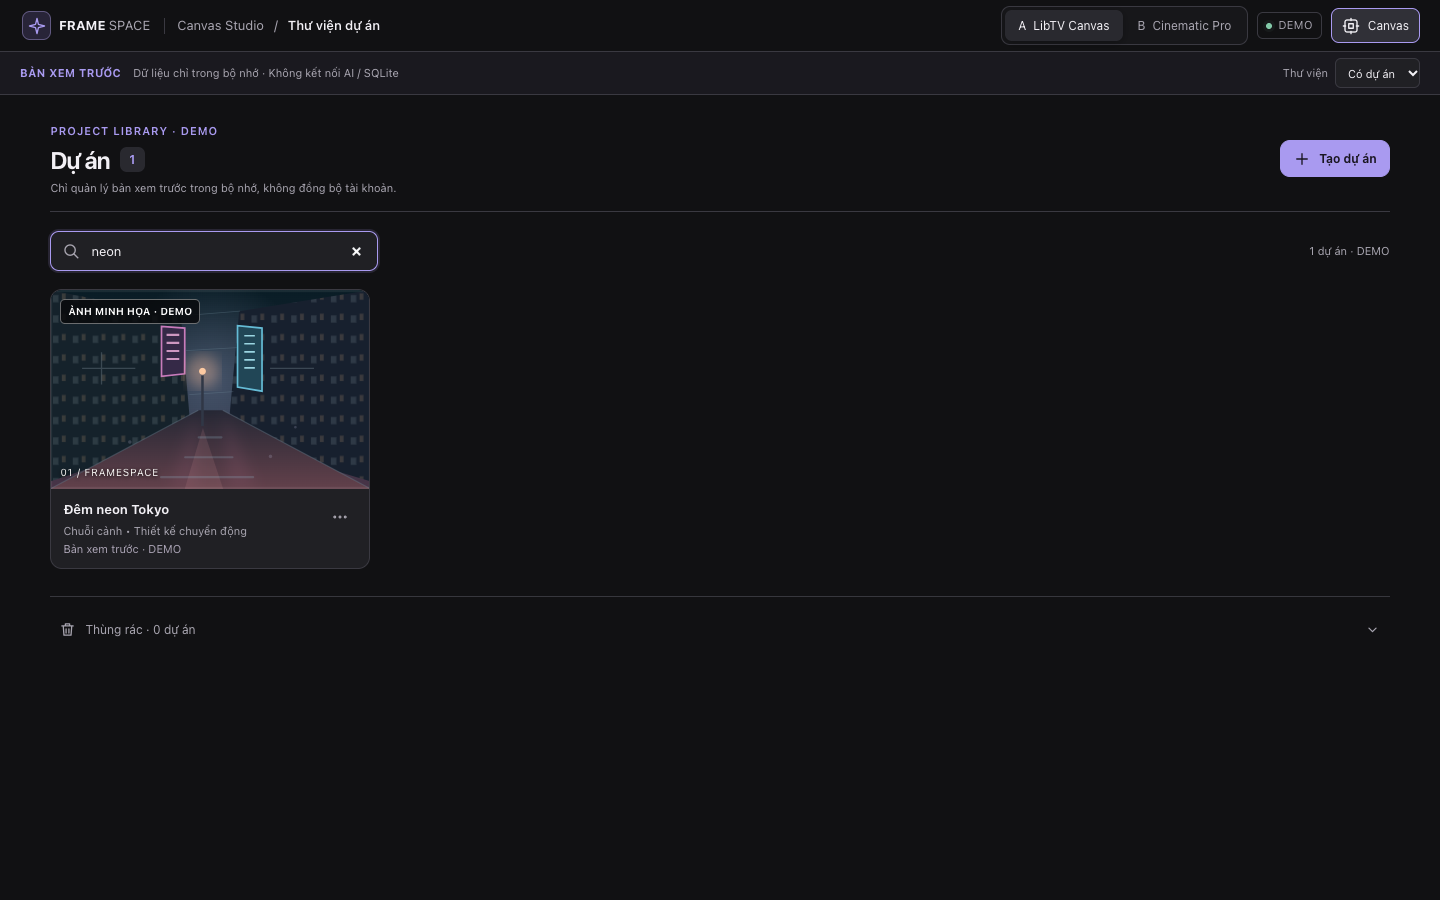 FRAME SPACE Canvas Studio / Thư viện dự án A LibTV Canvas B Cinematic Pro DEMO Canvas
BẢN XEM TRƯỚC Dữ liệu chỉ trong bộ nhớ · Không kết nối AI / SQLite Thư viện Có dự án
PROJECT LIBRARY · DEMO
Dự án 1
Tạo dự án
Chỉ quản lý bản xem trước trong bộ nhớ, không đồng bộ tài khoản.
neon
1 dự án · DEMO
ẢNH MINH HỌA · DEMO
01 / FRAMESPACE
Đêm neon Tokyo
Chuỗi cảnh • Thiết kế chuyển động
Bản xem trước · DEMO
Thùng rác · 0 dự án